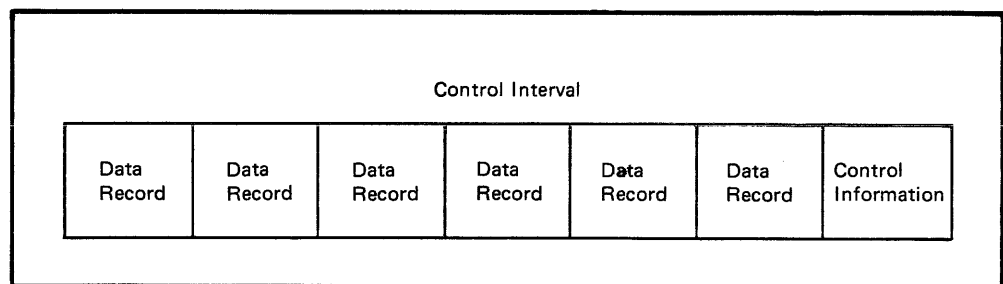 Control Interval
Data Data Data Data Data Data Control
Record Record Record Record Record Record Information